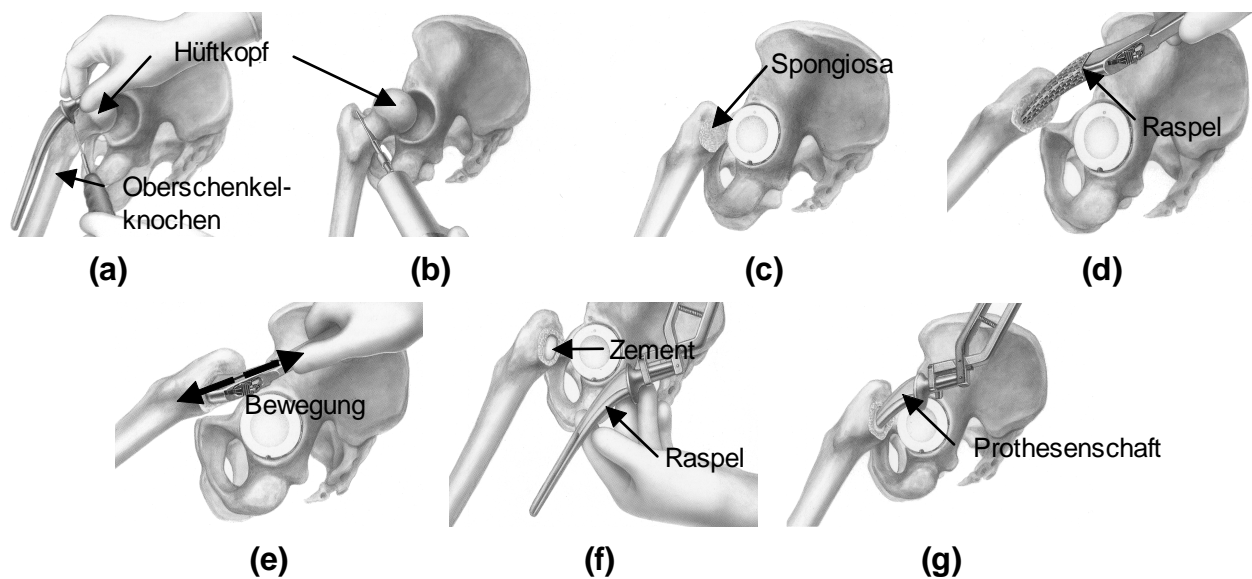 Hüftkopf
Oberschenkel-
knochen
Spongiosa
Raspel
(a)
(b)
(c)
(d)
Bewegung
Zement
Raspel
Prothesenschaft
(e)
(f)
(g)